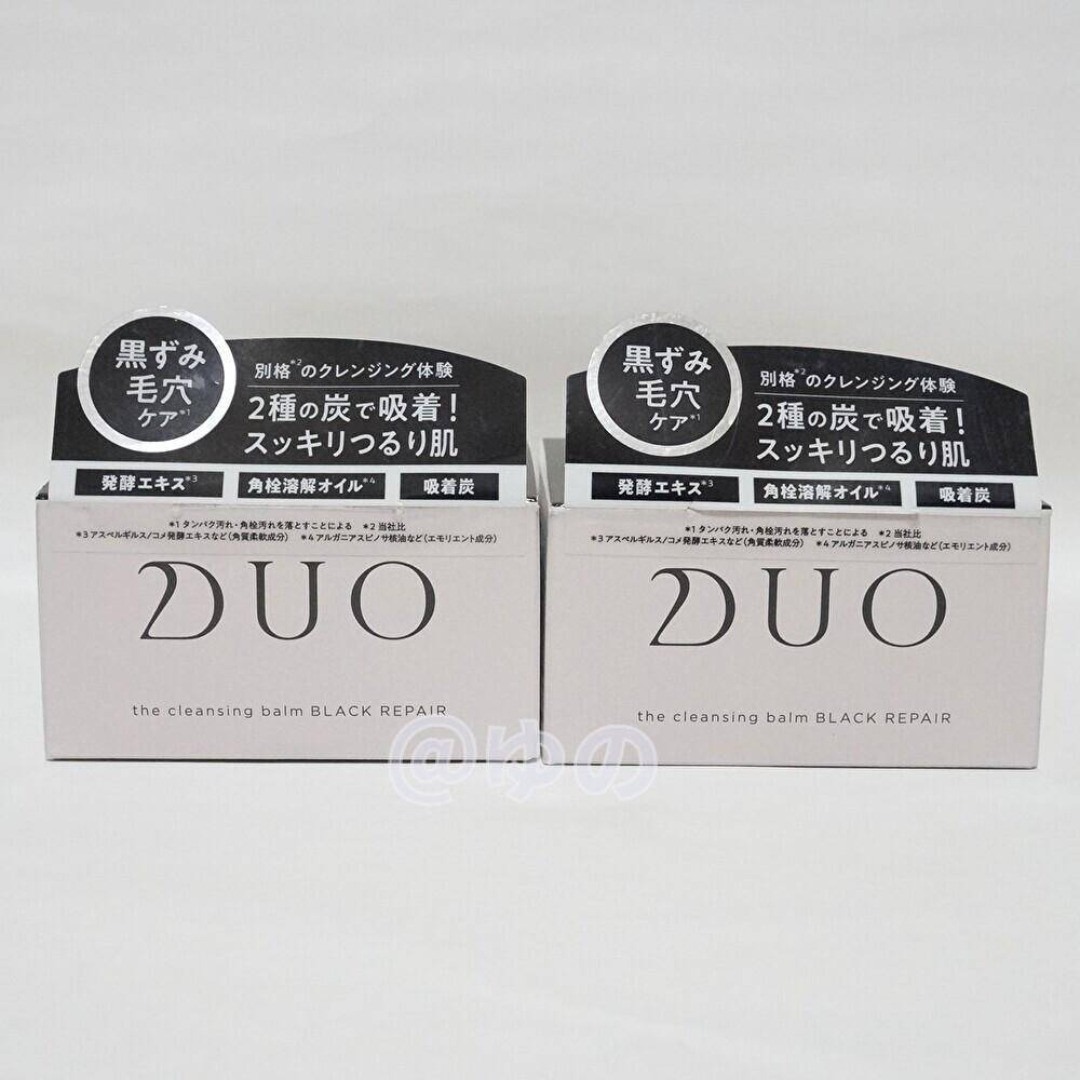 黒ずみ
毛穴
ケア*1
別格*2のクレンジング体験
2種の炭で吸着!
スッキリつるり肌
発酵エキス*3
角栓溶解オイル*4
吸着炭
*1 タンパク汚れ・角栓汚れを落とすことによる *2 当社比
*3 アスペルギルス/コメ発酵エキスなど(角質柔軟成分) *4 アルガニアスピノサ核油など(エモリエント成分)
DUO
the cleansing balm BLACK REPAIR
黒ずみ
毛穴
ケア*1
別格*2のクレンジング体験
2種の炭で吸着!
スッキリつるり肌
発酵エキス*3
角栓溶解オイル*4
吸着炭
*1 タンパク汚れ・角栓汚れを落とすことによる *2 当社比
*3 アスペルギルス/コメ発酵エキスなど(角質柔軟成分) *4 アルガニアスピノサ核油など(エモリエント成分)
DUO
the cleansing balm BLACK REPAIR
@ゆの